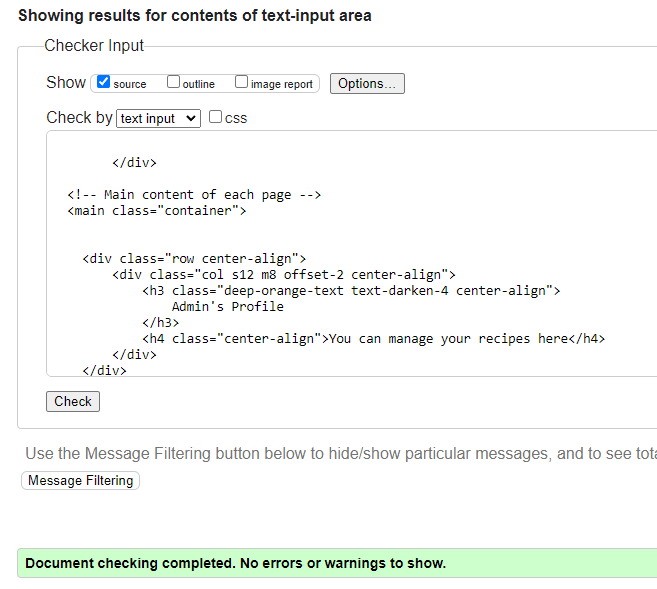 Showing results for contents of text-input area
Checker Input
Show source outline image report Options...
Check by text input css
</div>
<!-- Main content of each page -->
<main class="container">
<div class="row center-align">
<div class="col s12 m8 offset-2 center-align">
<h3 class="deep-orange-text text-darken-4 center-align">
Admin's Profile
</h3>
<h4 class="center-align">You can manage your recipes here</h4>
</div>
</div>
Check
Use the Message Filtering button below to hide/show particular messages, and to see tota
Message Filtering
Document checking completed. No errors or warnings to show.